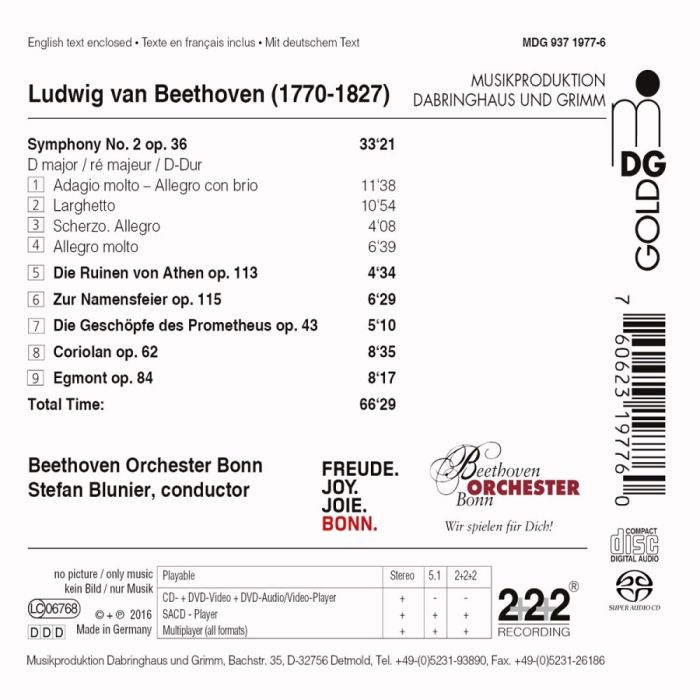 English text enclosed • Texte en français inclus • Mit deutschem Text MDG 937 1977-6
Ludwig van Beethoven (1770-1827)
MUSIKPRODUKTION
DABRINGHAUS UND GRIMM
MDG
GOLD
Symphony No. 2 op. 36 33'21
D major / ré majeur / D-Dur
1 Adagio molto – Allegro con brio 11'38
2 Larghetto 10'54
3 Scherzo. Allegro 4'08
4 Allegro molto 6'39
5 Die Ruinen von Athen op. 113 4'34
6 Zur Namensfeier op. 115 6'29
7 Die Geschöpfe des Prometheus op. 43 5'10
8 Coriolan op. 62 8'35
9 Egmont op. 84 8'17
Total Time: 66'29
7 60623 19776 0
Beethoven Orchester Bonn
Stefan Blunier, conductor
FREUDE.
JOY.
JOIE.
BONN.
Beethoven
ORCHESTER
Bonn
Wir spielen für Dich!
COMPACT
disc
DIGITAL AUDIO
SUPER AUDIO CD
no picture / only music
kein Bild / nur Musik
LC 06768 © + ℗ 2016
DDD Made in Germany
Playable Stereo 5.1 2+2+2
CD- + DVD-Video + DVD-Audio/Video-Player + - -
SACD - Player + + +
Multiplayer (all formats) + + +
2+2+2®
RECORDING
Musikproduktion Dabringhaus und Grimm, Bachstr. 35, D-32756 Detmold, Tel. +49-(0)5231-93890, Fax. +49-(0)5231-26186